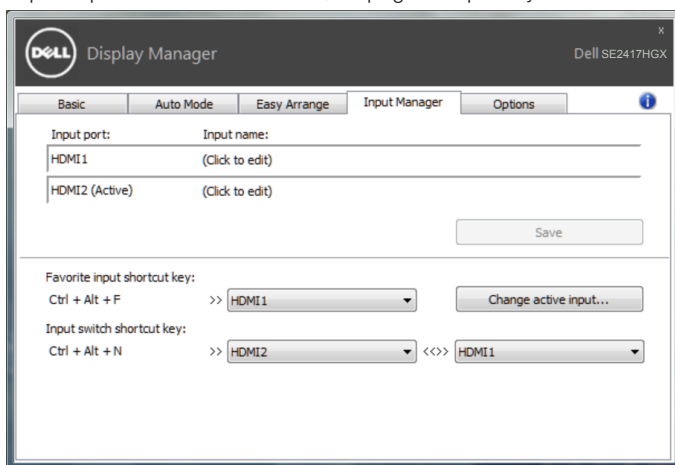 DELL Display Manager
x
Dell SE2417HGX
Basic Auto Mode Easy Arrange Input Manager Options
Input port: Input name:
HDMI1 (Click to edit)
HDMI2 (Active) (Click to edit)
Save
Favorite input shortcut key:
Ctrl + Alt + F >> HDMI1 Change active input...
Input switch shortcut key:
Ctrl + Alt + N >> HDMI2 <<>> HDMI1